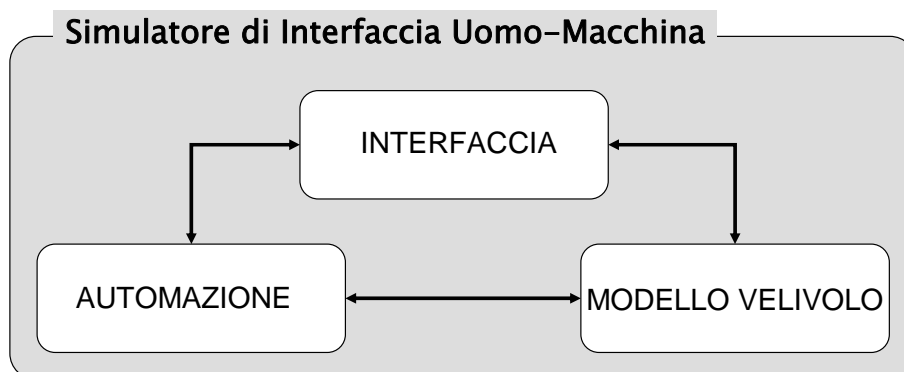 Simulatore di Interfaccia Uomo-Macchina
INTERFACCIA
AUTOMAZIONE
MODELLO VELIVOLO